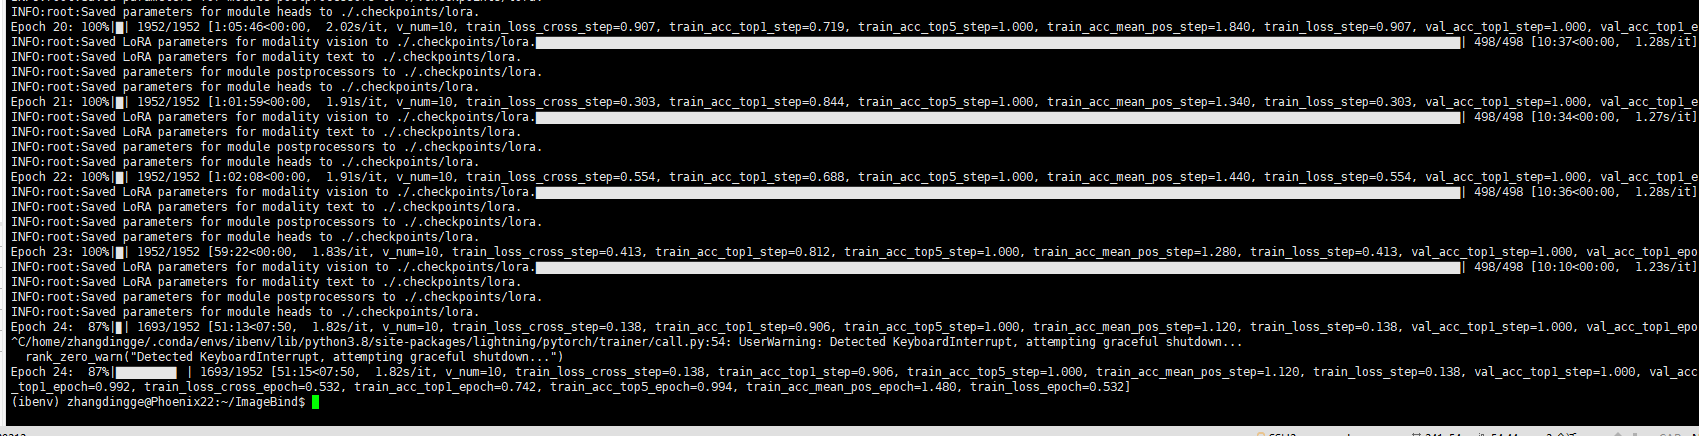 INFO:root:Saved parameters for module heads to ./.checkpoints/lora.
Epoch 20: 100%|█| 1952/1952 [1:05:46<00:00,  2.02s/it, v_num=10, train_loss_cross_step=0.907, train_acc_top1_step=0.719, train_acc_top5_step=1.000, train_acc_mean_pos_step=1.840, train_loss_step=0.907, val_acc_top1_step=1.000, val_acc_top1_e
INFO:root:Saved LoRA parameters for modality vision to ./.checkpoints/lora.| 498/498 [10:37<00:00,  1.28s/it]
INFO:root:Saved LoRA parameters for modality text to ./.checkpoints/lora.
INFO:root:Saved parameters for module postprocessors to ./.checkpoints/lora.
INFO:root:Saved parameters for module heads to ./.checkpoints/lora.
Epoch 21: 100%|█| 1952/1952 [1:01:59<00:00,  1.91s/it, v_num=10, train_loss_cross_step=0.303, train_acc_top1_step=0.844, train_acc_top5_step=1.000, train_acc_mean_pos_step=1.340, train_loss_step=0.303, val_acc_top1_step=1.000, val_acc_top1_e
INFO:root:Saved LoRA parameters for modality vision to ./.checkpoints/lora.| 498/498 [10:34<00:00,  1.27s/it]
INFO:root:Saved LoRA parameters for modality text to ./.checkpoints/lora.
INFO:root:Saved parameters for module postprocessors to ./.checkpoints/lora.
INFO:root:Saved parameters for module heads to ./.checkpoints/lora.
Epoch 22: 100%|█| 1952/1952 [1:02:08<00:00,  1.91s/it, v_num=10, train_loss_cross_step=0.554, train_acc_top1_step=0.688, train_acc_top5_step=1.000, train_acc_mean_pos_step=1.440, train_loss_step=0.554, val_acc_top1_step=1.000, val_acc_top1_e
INFO:root:Saved LoRA parameters for modality vision to ./.checkpoints/lora.| 498/498 [10:36<00:00,  1.28s/it]
INFO:root:Saved LoRA parameters for modality text to ./.checkpoints/lora.
INFO:root:Saved parameters for module postprocessors to ./.checkpoints/lora.
INFO:root:Saved parameters for module heads to ./.checkpoints/lora.
Epoch 23: 100%|█| 1952/1952 [59:22<00:00,  1.83s/it, v_num=10, train_loss_cross_step=0.413, train_acc_top1_step=0.812, train_acc_top5_step=1.000, train_acc_mean_pos_step=1.280, train_loss_step=0.413, val_acc_top1_step=1.000, val_acc_top1_epo
INFO:root:Saved LoRA parameters for modality vision to ./.checkpoints/lora.| 498/498 [10:10<00:00,  1.23s/it]
INFO:root:Saved LoRA parameters for modality text to ./.checkpoints/lora.
INFO:root:Saved parameters for module postprocessors to ./.checkpoints/lora.
INFO:root:Saved parameters for module heads to ./.checkpoints/lora.
Epoch 24:  87%|█| 1693/1952 [51:13<07:50,  1.82s/it, v_num=10, train_loss_cross_step=0.138, train_acc_top1_step=0.906, train_acc_top5_step=1.000, train_acc_mean_pos_step=1.120, train_loss_step=0.138, val_acc_top1_step=1.000, val_acc_top1_epo
^C/home/zhangdingge/.conda/envs/ibenv/lib/python3.8/site-packages/lightning/pytorch/trainer/call.py:54: UserWarning: Detected KeyboardInterrupt, attempting graceful shutdown...
  rank_zero_warn("Detected KeyboardInterrupt, attempting graceful shutdown...")
Epoch 24:  87%|████████ | 1693/1952 [51:15<07:50,  1.82s/it, v_num=10, train_loss_cross_step=0.138, train_acc_top1_step=0.906, train_acc_top5_step=1.000, train_acc_mean_pos_step=1.120, train_loss_step=0.138, val_acc_top1_step=1.000, val_acc
_top1_epoch=0.992, train_loss_cross_epoch=0.532, train_acc_top1_epoch=0.742, train_acc_top5_epoch=0.994, train_acc_mean_pos_epoch=1.480, train_loss_epoch=0.532]
(ibenv) zhangdingge@Phoenix22:~/ImageBind$